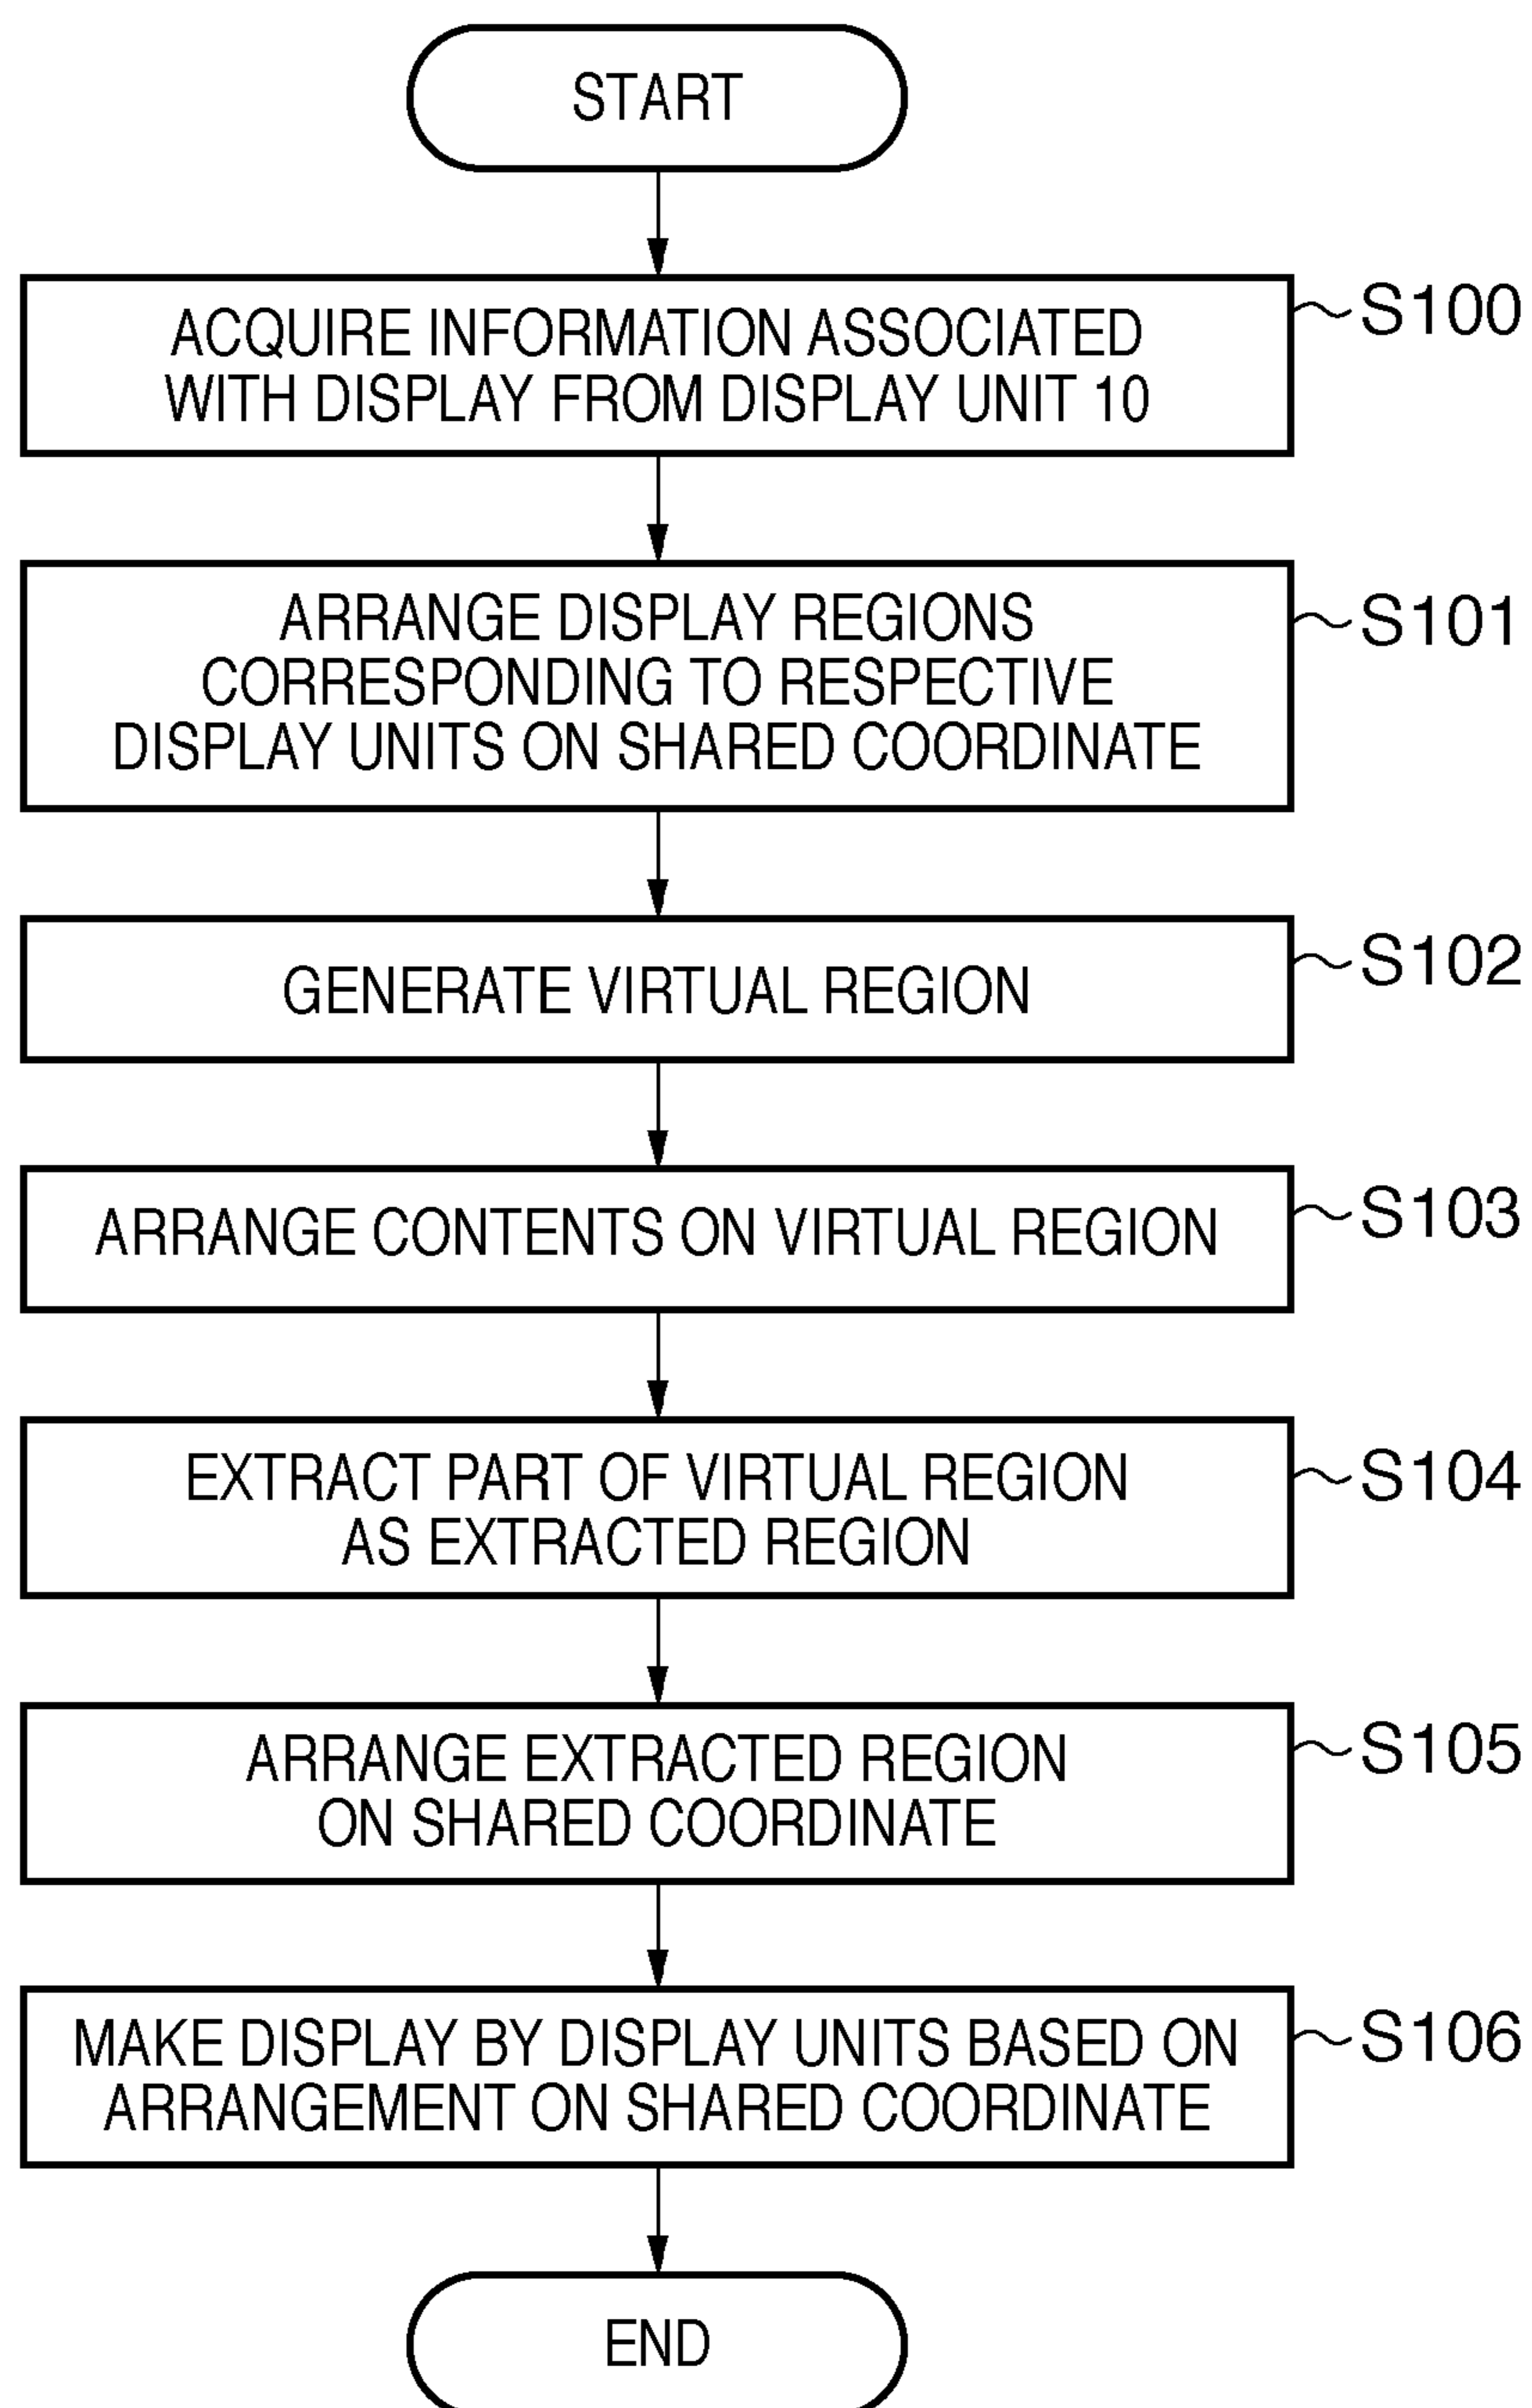 START
ACQUIRE INFORMATION ASSOCIATED
WITH DISPLAY FROM DISPLAY UNIT 10
S100
ARRANGE DISPLAY REGIONS
CORRESPONDING TO RESPECTIVE
DISPLAY UNITS ON SHARED COORDINATE
S101
GENERATE VIRTUAL REGION
S102
ARRANGE CONTENTS ON VIRTUAL REGION
S103
EXTRACT PART OF VIRTUAL REGION
AS EXTRACTED REGION
S104
ARRANGE EXTRACTED REGION
ON SHARED COORDINATE
S105
MAKE DISPLAY BY DISPLAY UNITS BASED ON
ARRANGEMENT ON SHARED COORDINATE
S106
END